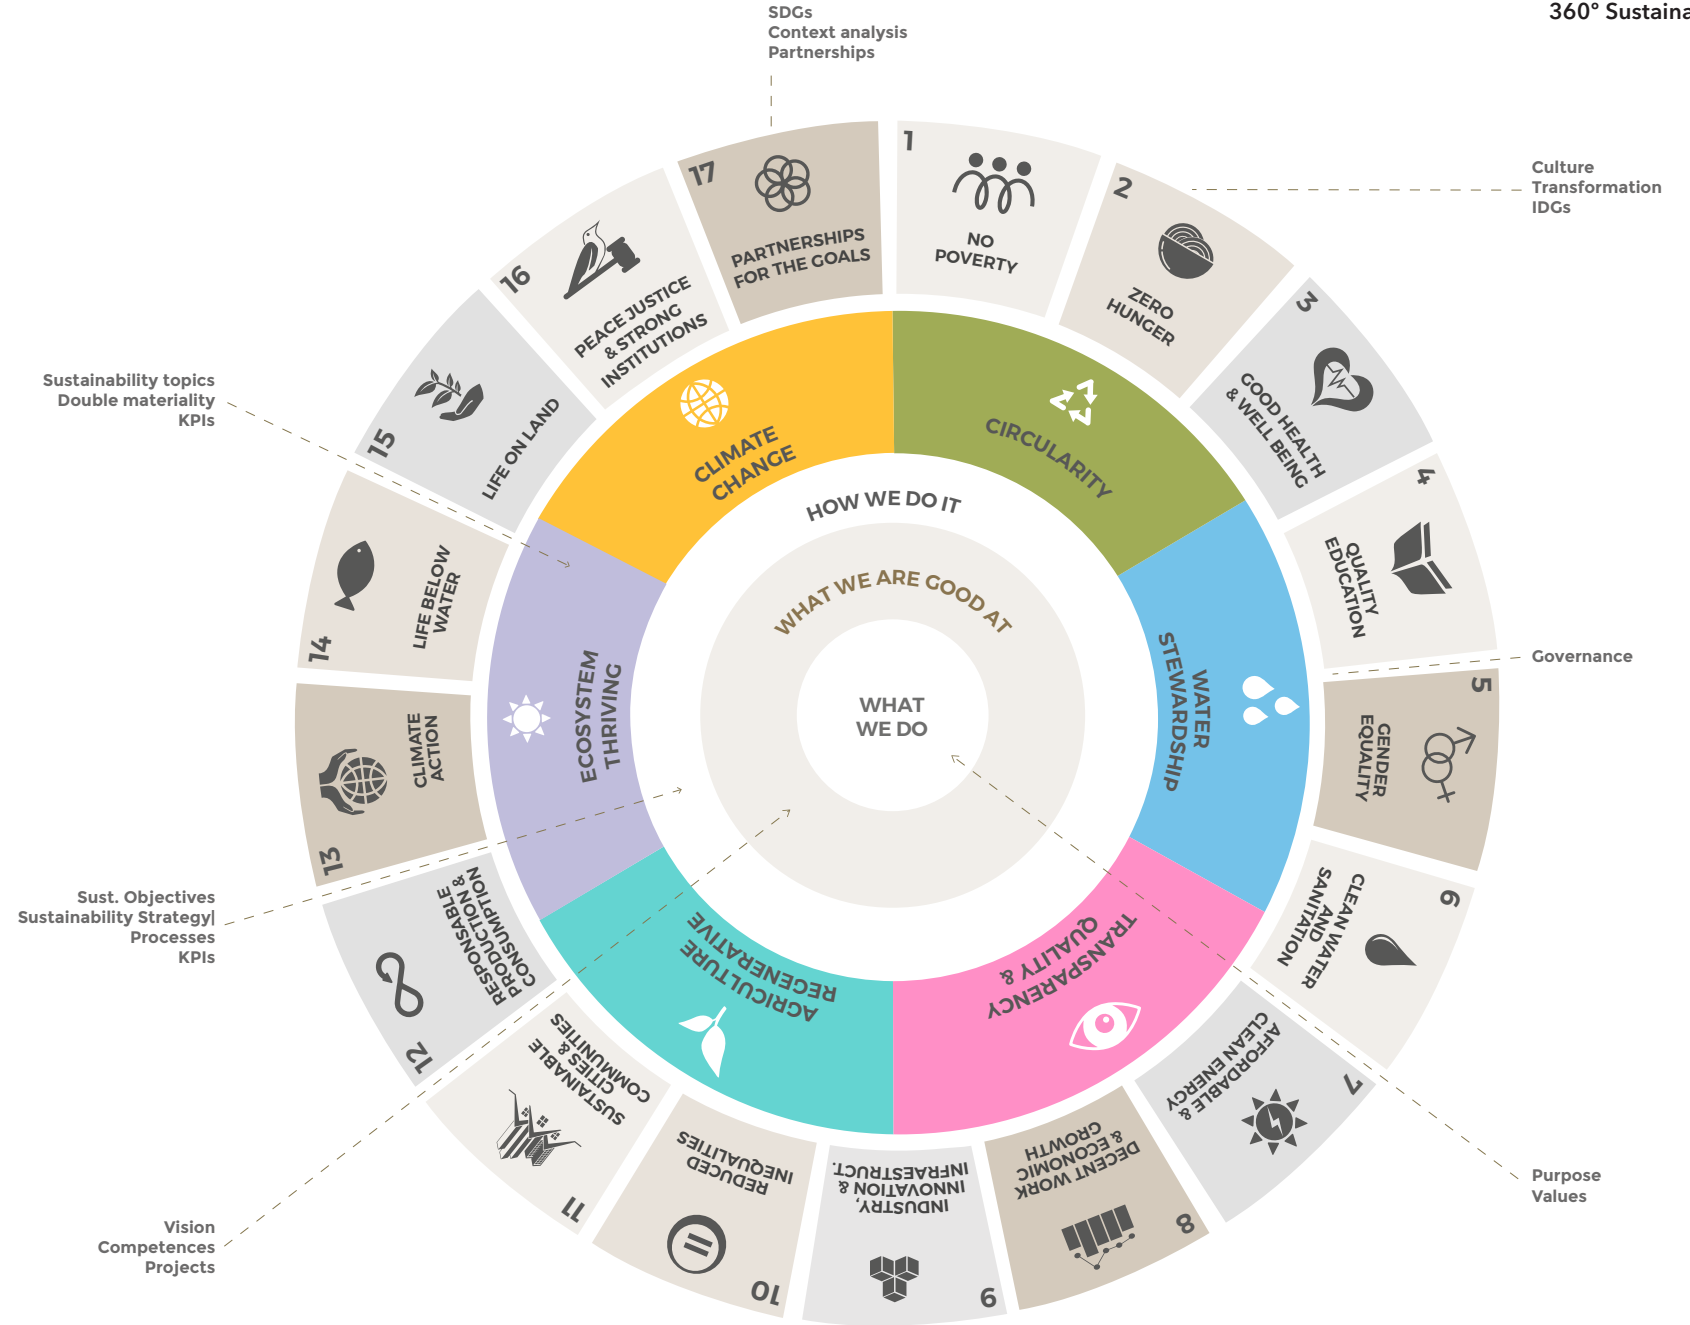 360° Sustaina
SDGs
Context analysis
Partnerships
Culture
Transformation
IDGs
Governance
Purpose
Values
Vision
Competences
Projects
Sust. Objectives
Sustainability Strategy|
Processes
KPIs
Sustainability topics
Double materiality
KPIs
1
NO
POVERTY
2
ZERO
HUNGER
3
GOOD HEALTH
& WELL BEING
4
QUALITY
EDUCATION
5
GENDER
EQUALITY
6
CLEAN WATER
AND
SANITATION
7
AFFORDABLE &
CLEAN ENERGY
8
DECENT WORK
& ECONOMIC
GROWTH
9
INDUSTRY,
INNOVATION &
INFRAESTRUCT.
10
REDUCED
INEQUALITIES
11
SUSTAINABLE
CITIES &
COMMUNITIES
12
RESPONSABLE
PRODUCTION &
CONSUMPTION
13
CLIMATE
ACTION
14
LIFE BELOW
WATER
15
LIFE ON LAND
16
PEACE JUSTICE
& STRONG
INSTITUTIONS
17
PARTNERSHIPS
FOR THE GOALS
CLIMATE
CHANGE
CIRCULARITY
WATER
STEWARDSHIP
TRANSPARENCY
QUALITY &
AGRICULTURE
REGENERATIVE
ECOSYSTEM
THRIVING
HOW WE DO IT
WHAT WE ARE GOOD AT
WHAT
WE DO